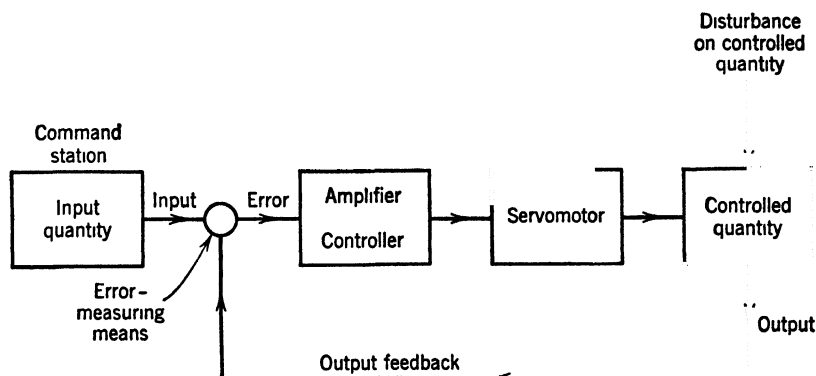 Disturbance
on controlled
quantity
Command
station
Input
quantity
Input
Error
Amplifier
Controller
Servomotor
Controlled
quantity
Error-
measuring
means
Output
Output feedback